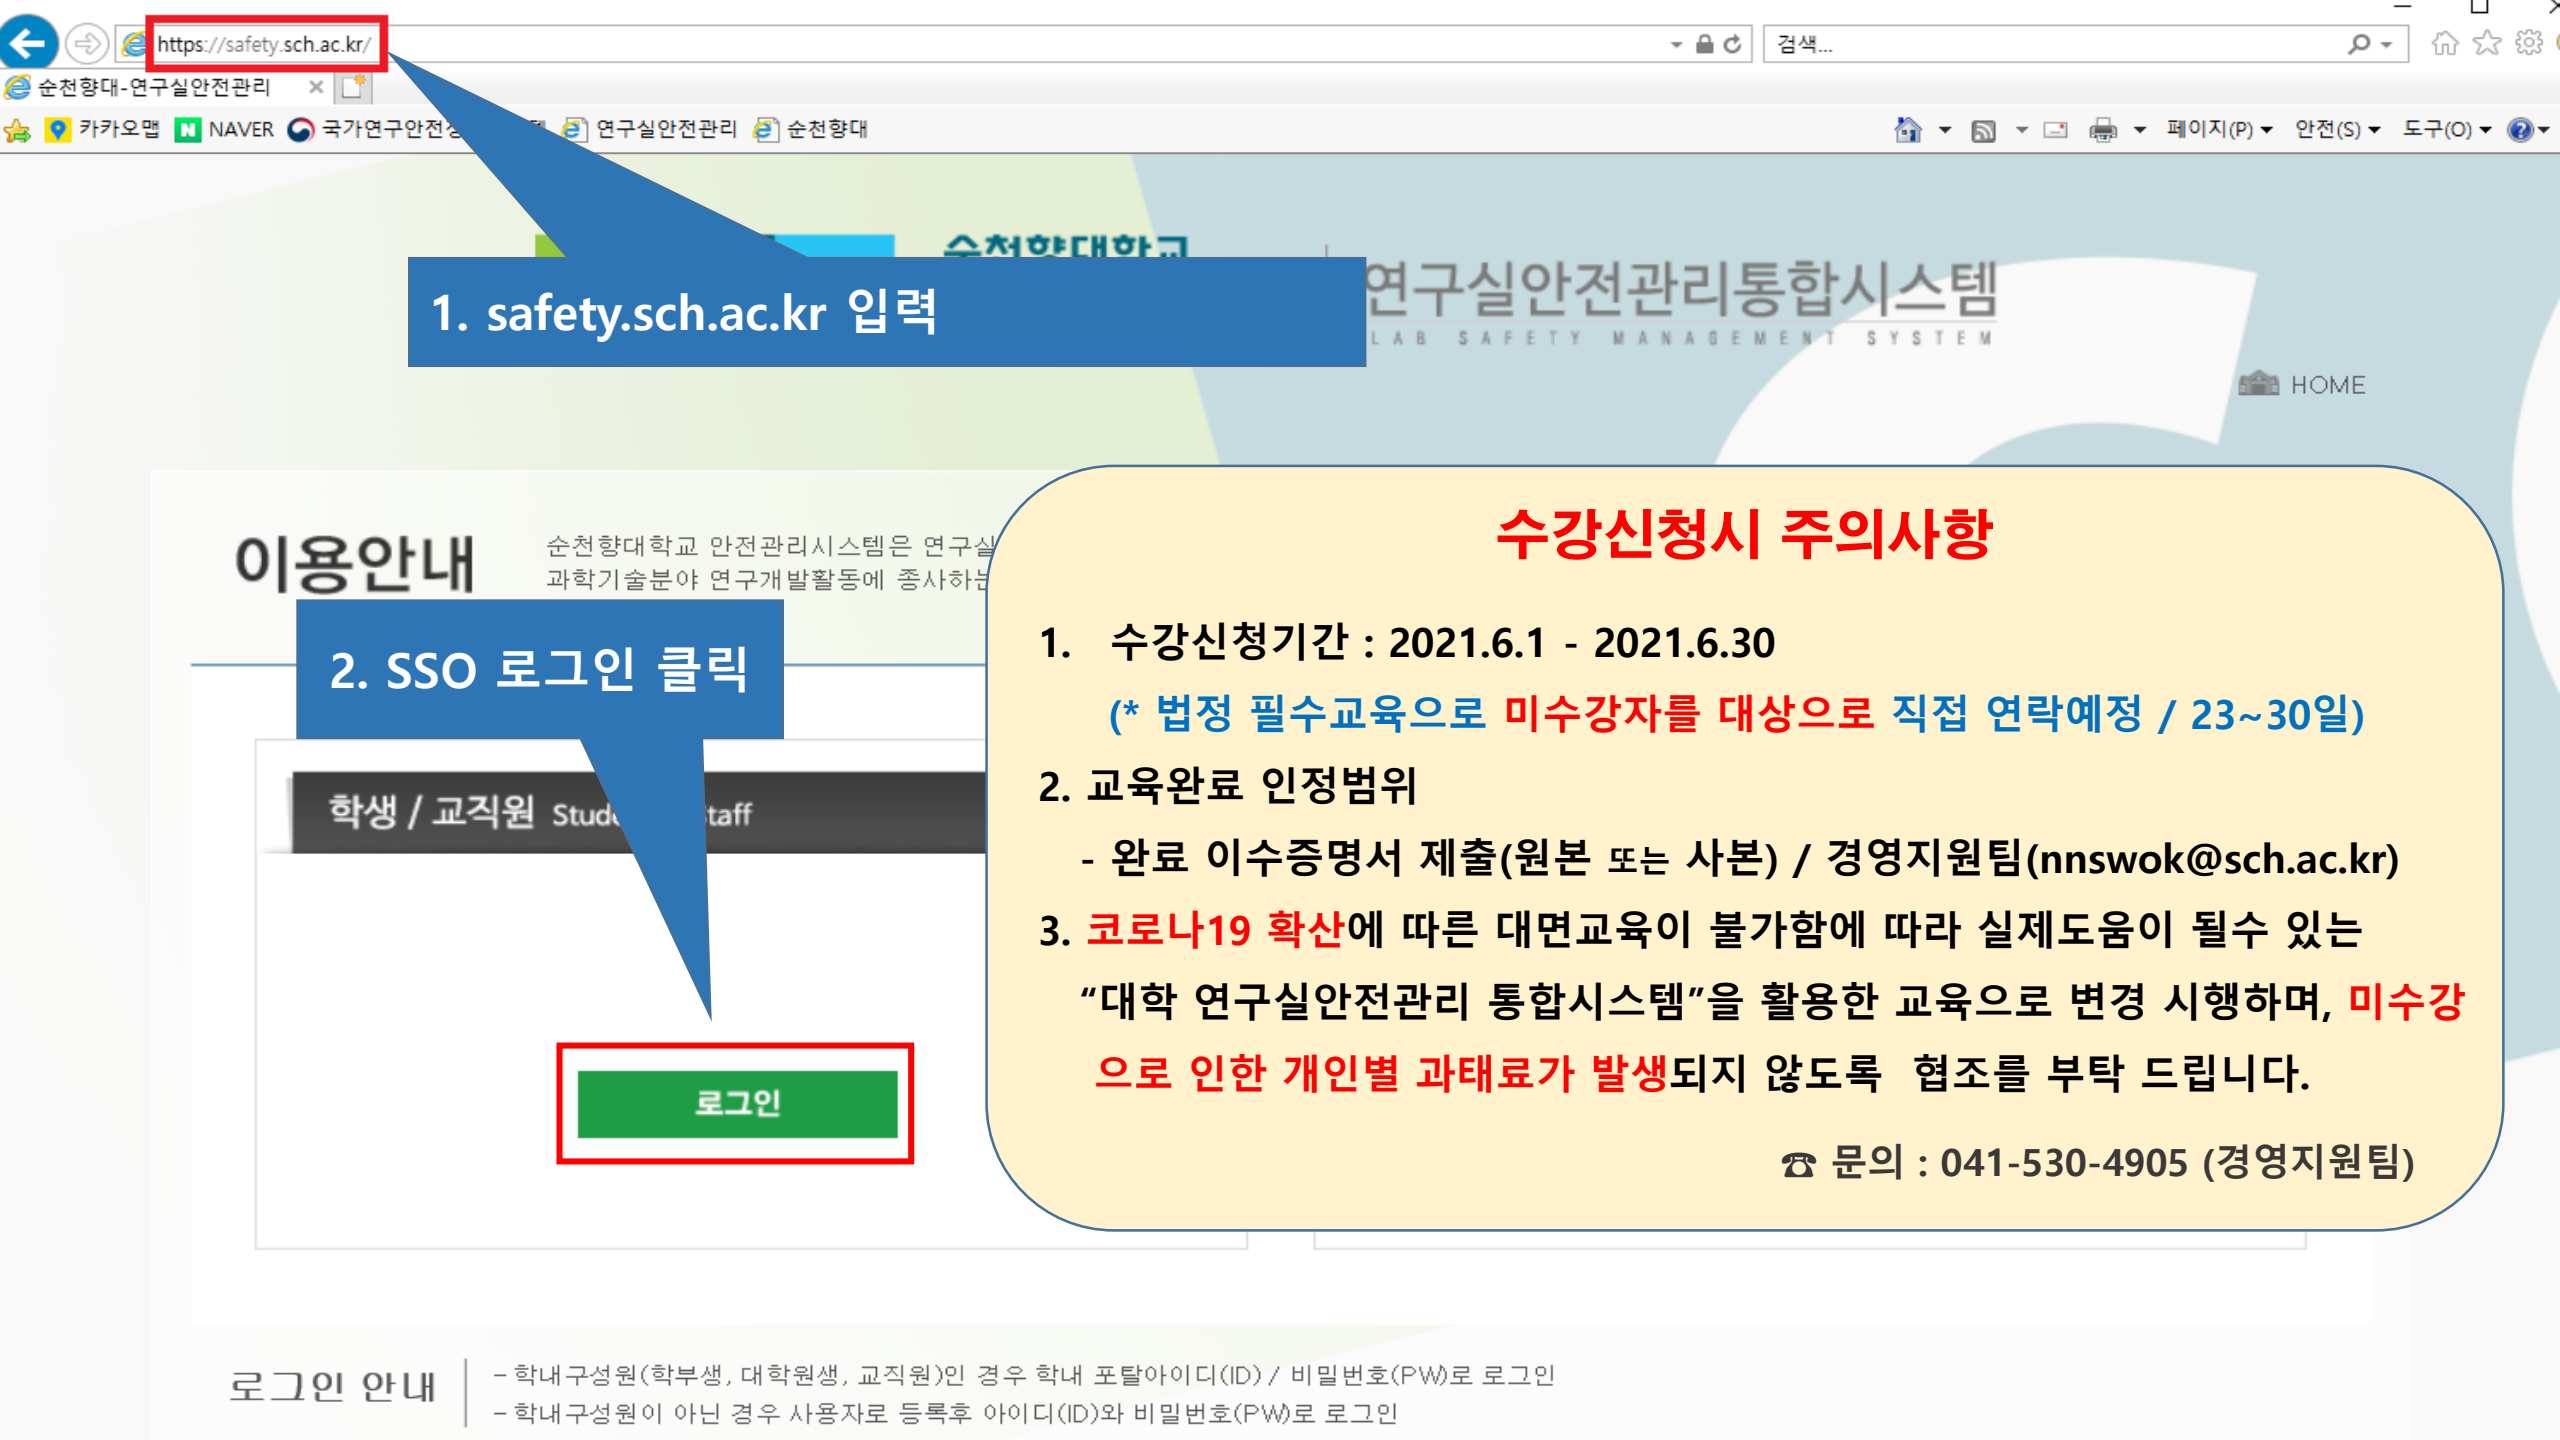 https://safety.sch.ac.kr/
검색...
순천향대-연구실안전관리
카카오맵 NAVER 국가연구안전 연구실안전관리 순천향대
페이지(P) 안전(S) 도구(O)
순천향대학교
연구실안전관리통합시스템
LAB SAFETY MANAGEMENT SYSTEM
1. safety.sch.ac.kr 입력
HOME
이용안내
순천향대학교 안전관리시스템은 연구실
과학기술분야 연구개발활동에 종사하는
2. SSO 로그인 클릭
학생 / 교직원 Stud taff
로그인
수강신청시 주의사항
1. 수강신청기간 : 2021.6.1 - 2021.6.30
(* 법정 필수교육으로 미수강자를 대상으로 직접 연락예정 / 23~30일)
2. 교육완료 인정범위
- 완료 이수증명서 제출(원본 또는 사본) / 경영지원팀(nnswok@sch.ac.kr)
3. 코로나19 확산에 따른 대면교육이 불가함에 따라 실제도움이 될수 있는
“대학 연구실안전관리 통합시스템”을 활용한 교육으로 변경 시행하며, 미수강
으로 인한 개인별 과태료가 발생되지 않도록 협조를 부탁 드립니다.
☎ 문의 : 041-530-4905 (경영지원팀)
로그인 안내
- 학내구성원(학부생, 대학원생, 교직원)인 경우 학내 포탈아이디(ID) / 비밀번호(PW)로 로그인
- 학내구성원이 아닌 경우 사용자로 등록후 아이디(ID)와 비밀번호(PW)로 로그인